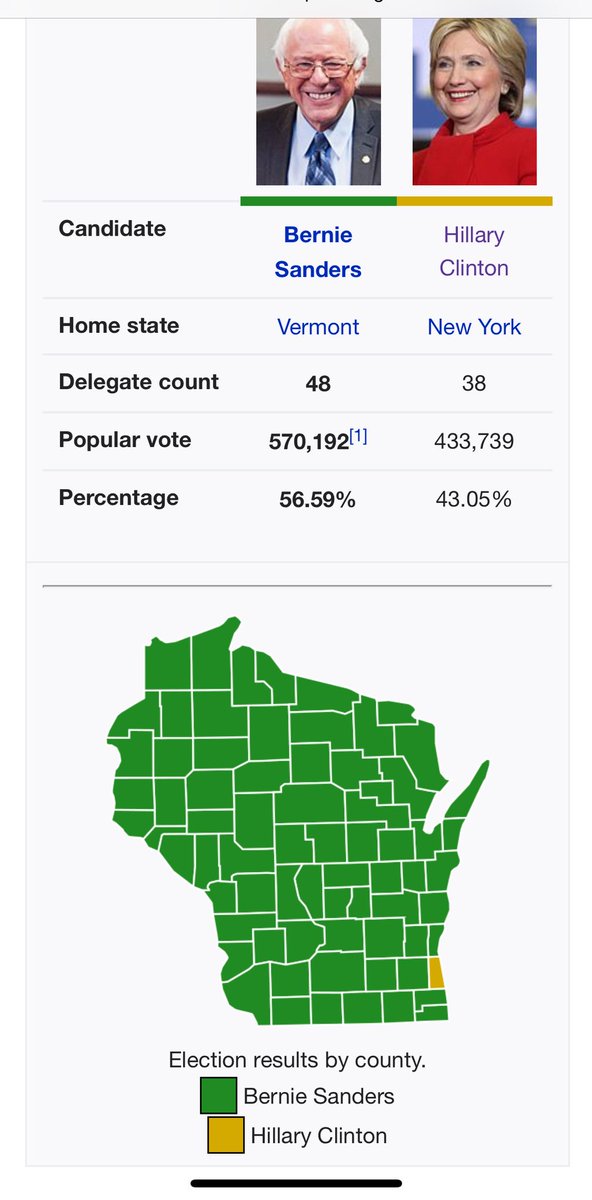 Candidate
Bernie
Sanders
Hillary
Clinton
Home state
Vermont
New York
Delegate count
48
38
Popular vote
570,192[1]
433,739
Percentage
56.59%
43.05%
Election results by county.
Bernie Sanders
Hillary Clinton